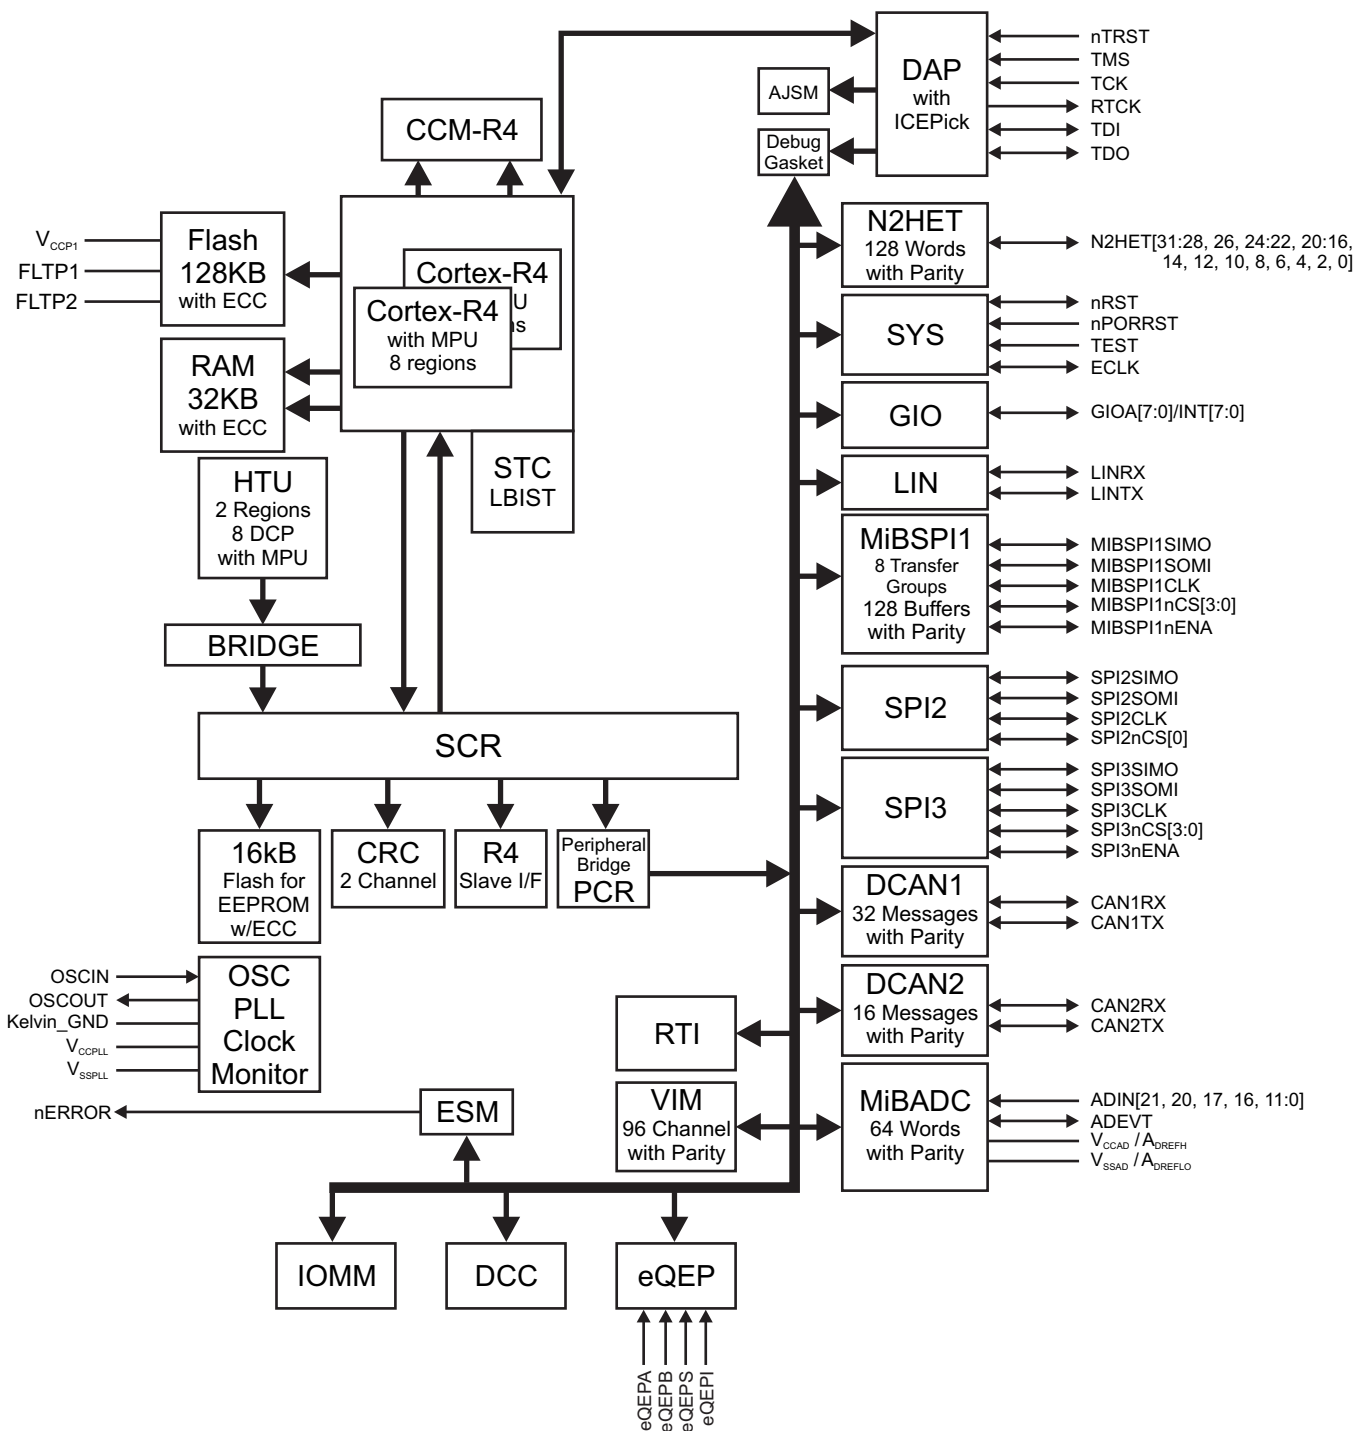 DAP
with
ICEPick
nTRST
TMS
TCK
RTCK
TDI
TDO
AJSM
Debug
Gasket
CCM-R4
V CCP1
FLTP1
FLTP2
Flash
128KB
with ECC
Cortex-R4
U
ns
Cortex-R4
with MPU
8 regions
RAM
32KB
with ECC
HTU
2 Regions
8 DCP
with MPU
STC
LBIST
BRIDGE
SCR
16kB
Flash for
EEPROM
w/ECC
CRC
2 Channel
R4
Slave I/F
Peripheral
Bridge
PCR
OSCIN
OSCOUT
Kelvin_GND
V CCPLL
V SSPLL
OSC
PLL
Clock
Monitor
nERROR
ESM
RTI
VIM
96 Channel
with Parity
IOMM
DCC
eQEP
eQEPA
eQEPB
eQEPS
eQEPI
N2HET
128 Words
with Parity
N2HET[31:28, 26, 24:22, 20:16,
14, 12, 10, 8, 6, 4, 2, 0]
SYS
nRST
nPORRST
TEST
ECLK
GIO
GIOA[7:0]/INT[7:0]
LIN
LINRX
LINTX
MiBSPI1
8 Transfer
Groups
128 Buffers
with Parity
MIBSPI1SIMO
MIBSPI1SOMI
MIBSPI1CLK
MIBSPI1nCS[3:0]
MIBSPI1nENA
SPI2
SPI2SIMO
SPI2SOMI
SPI2CLK
SPI2nCS[0]
SPI3
SPI3SIMO
SPI3SOMI
SPI3CLK
SPI3nCS[3:0]
SPI3nENA
DCAN1
32 Messages
with Parity
CAN1RX
CAN1TX
DCAN2
16 Messages
with Parity
CAN2RX
CAN2TX
MiBADC
64 Words
with Parity
ADIN[21, 20, 17, 16, 11:0]
ADEVT
V CCAD / A DREFH
V SSAD / A DREFLO